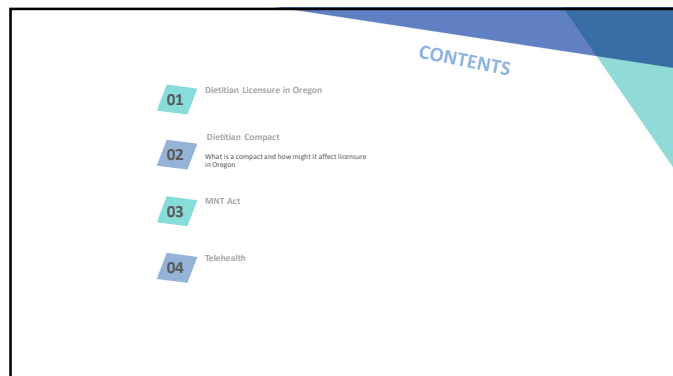 CONTENTS
01
Dietitian Licensure in Oregon
02
Dietitian Compact
What is a compact and how might it affect licensure
in Oregon
03
MNT Act
04
Telehealth